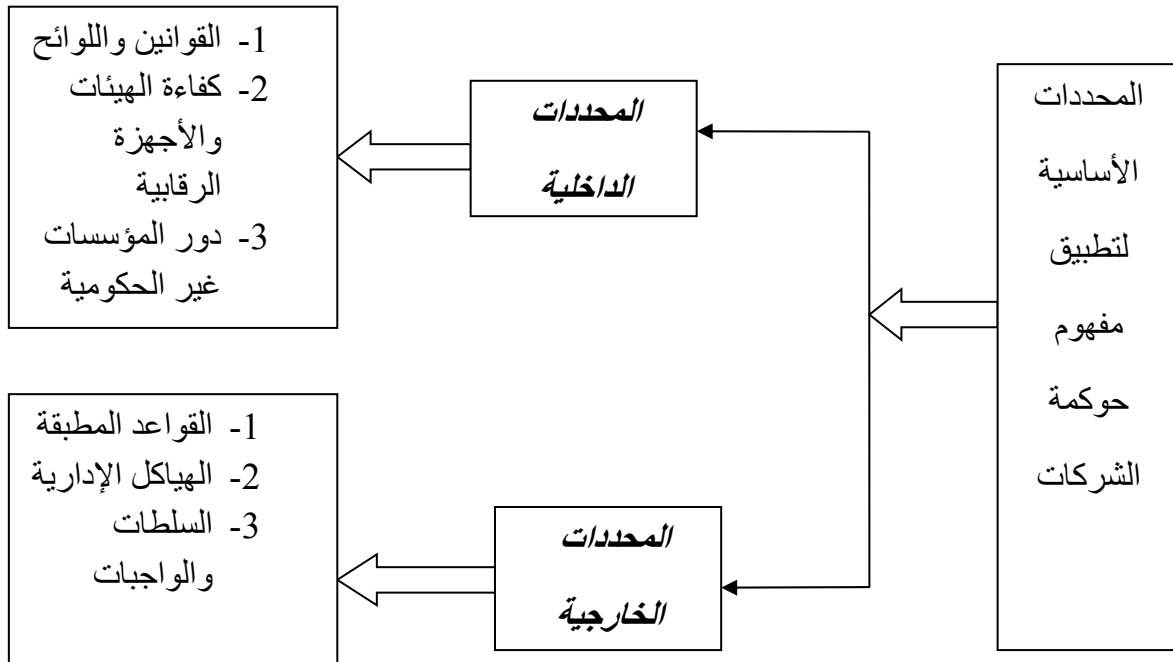 المحددات
الأساسية
لتطبيق
مفهوم
حوكمة
الشركات
المحددات
الداخلية
1- القوانين واللوائح
2- كفاءة الهيئات
والأجهزة
الرقابية
3- دور المؤسسات
غير الحكومية
المحددات
الخارجية
1- القواعد المطبقة
2- الهياكل الإدارية
3- السلطات
والواجبات